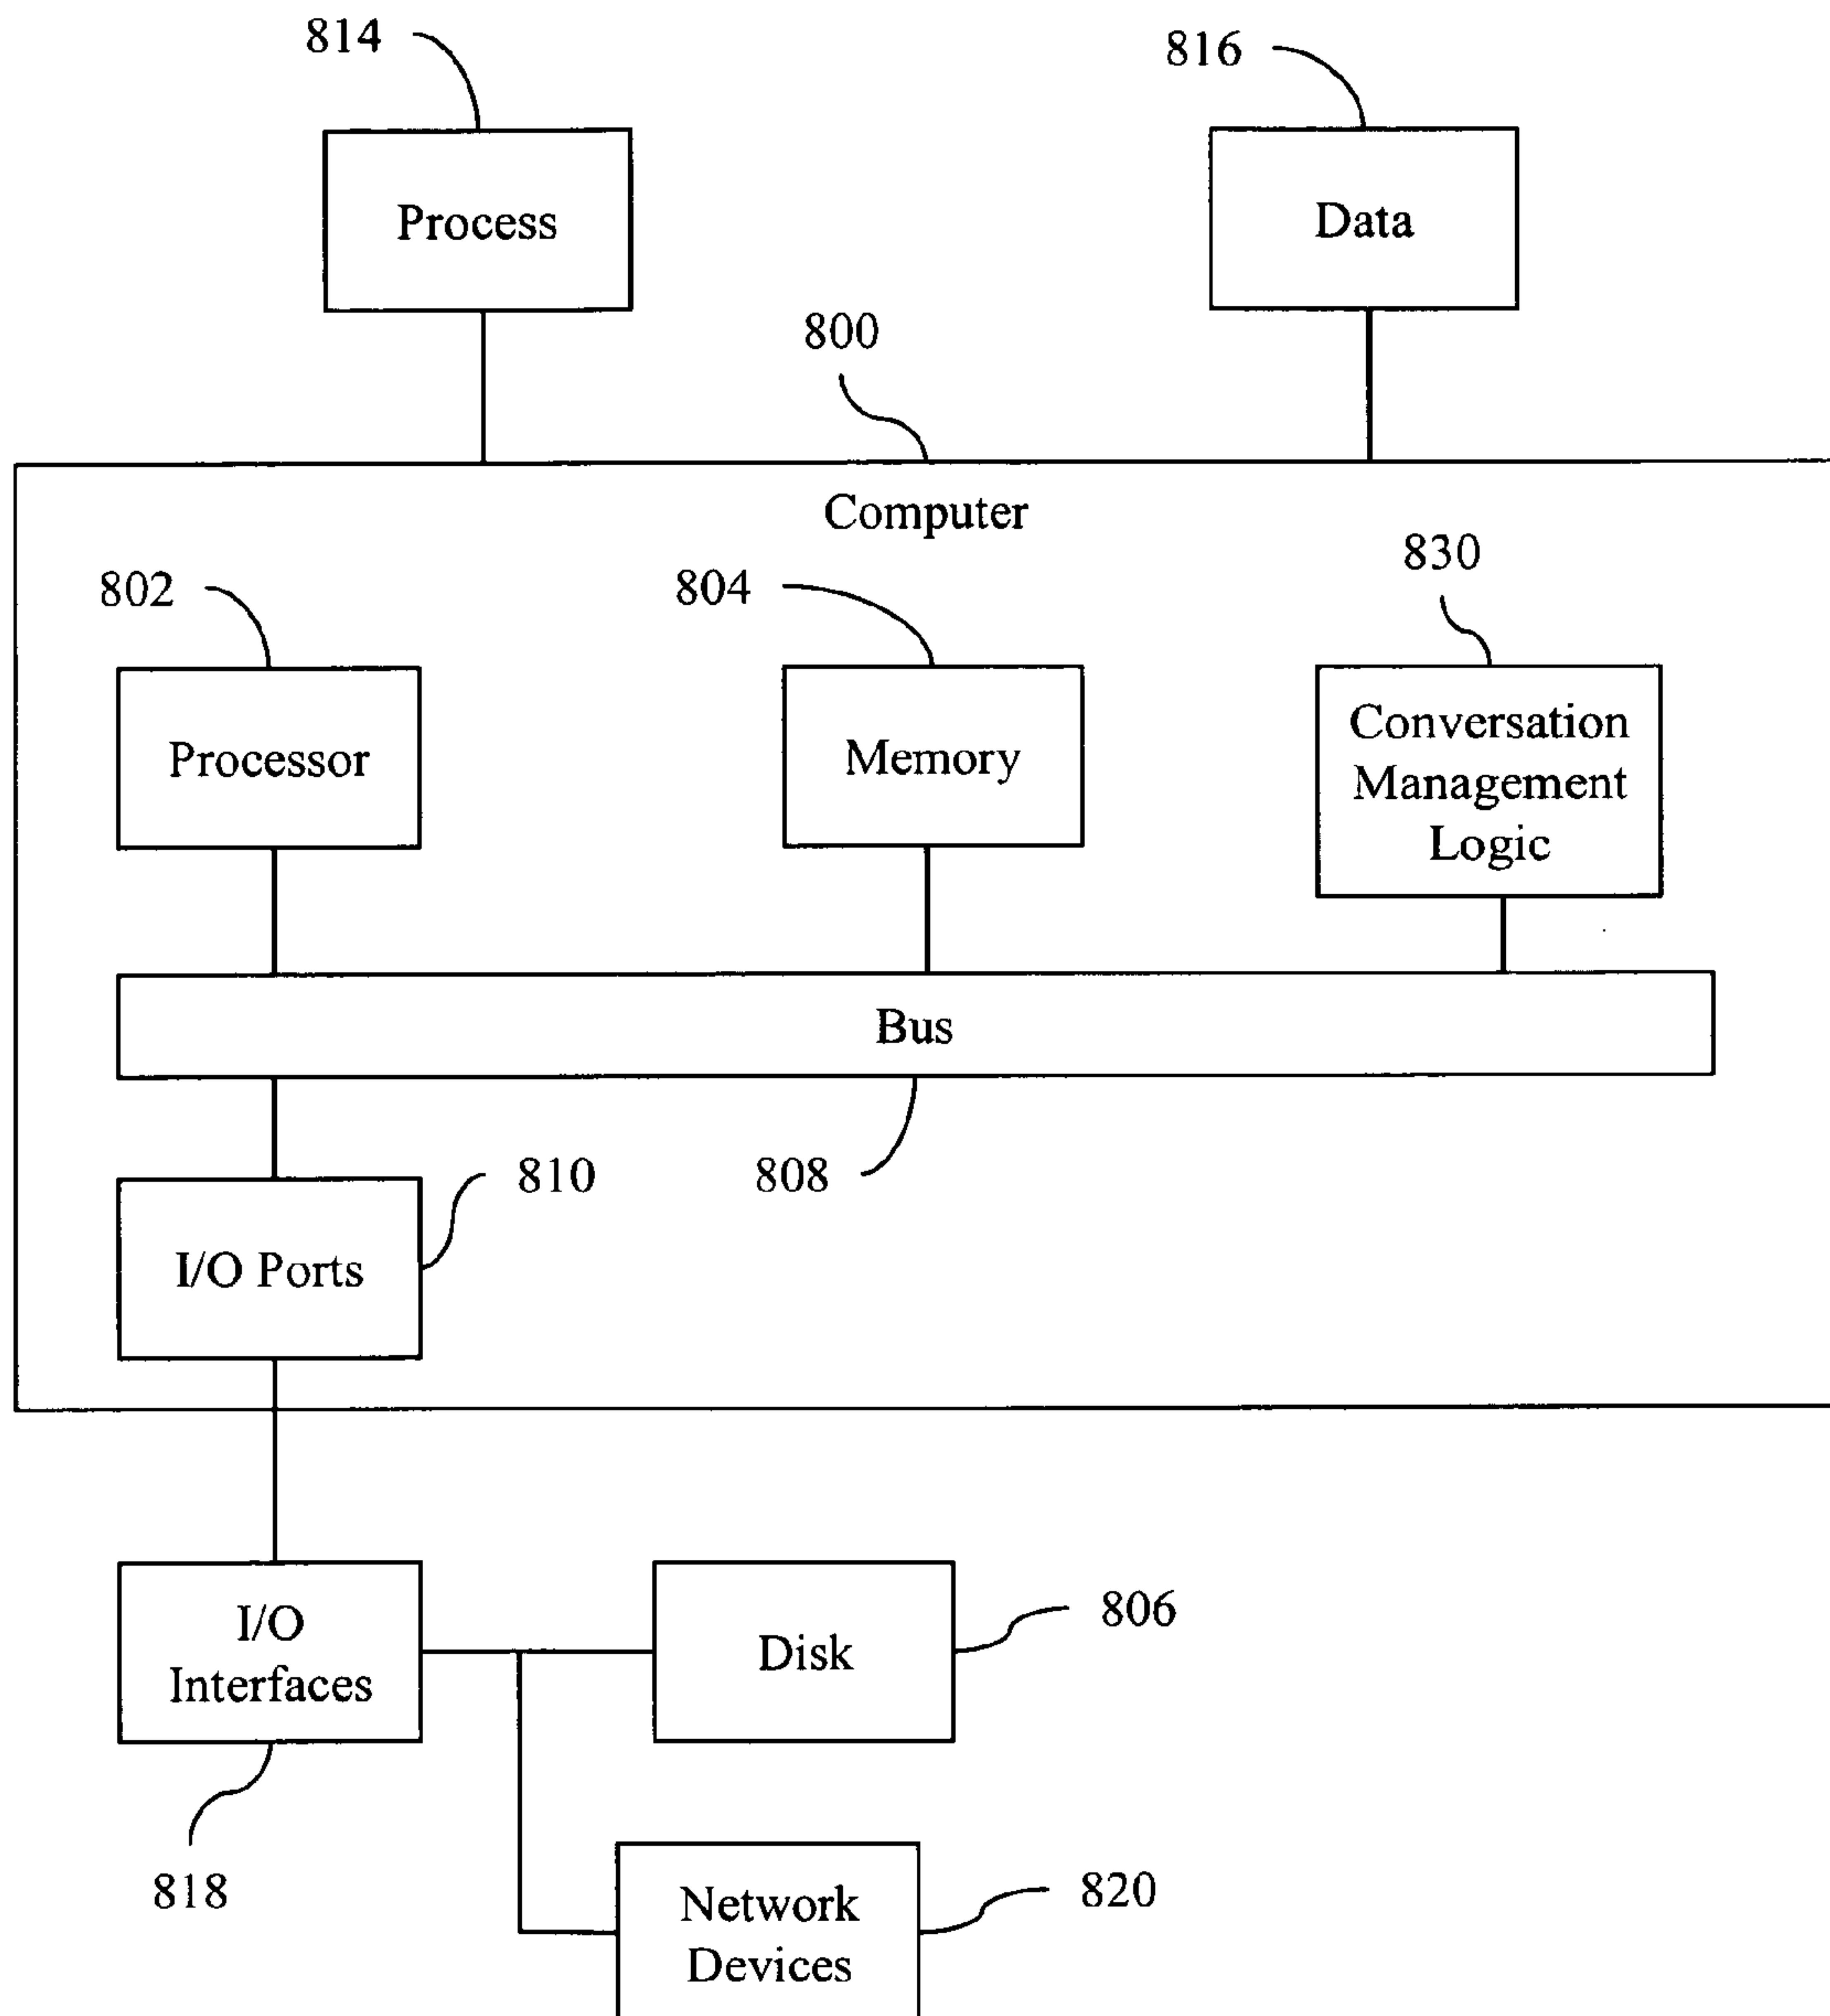 814
816
Process
Data
800
Computer
802
804
830
Processor
Memory
Conversation
Management
Logic
Bus
810
808
I/O Ports
I/O
Interfaces
Disk
806
818
Network
Devices
820